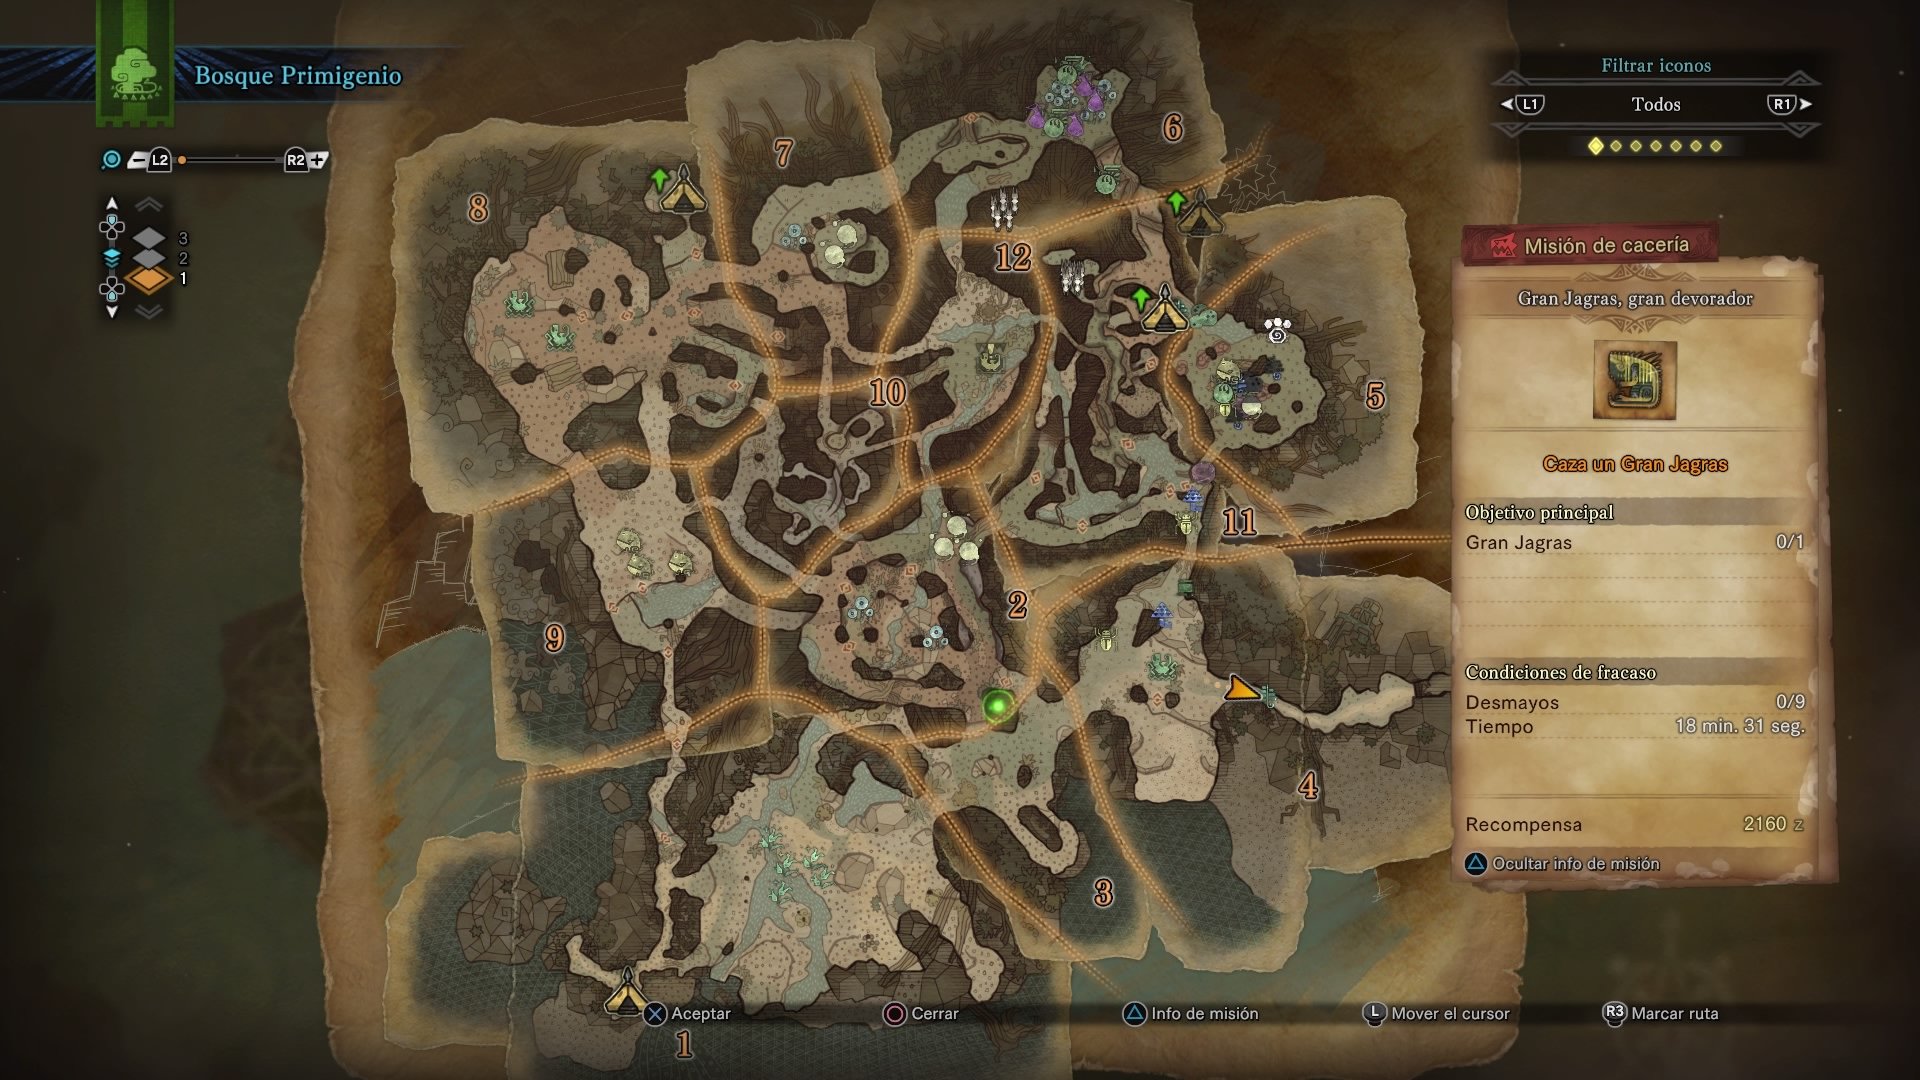 Bosque Primigenio
L2
R2
3
2
1
Filtrar iconos
L1
Todos
R1
6
7
8
12
10
5
11
2
9
4
3
1
Misión de cacería
Gran Jagras, gran devorador
Caza un Gran Jagras
Objetivo principal
Gran Jagras 0/1
Condiciones de fracaso
Desmayos 0/9
Tiempo 18 min. 31 seg.
Recompensa 2160 z
Ocultar info de misión
Aceptar
Cerrar
Info de misión
L Mover el cursor
R3 Marcar ruta